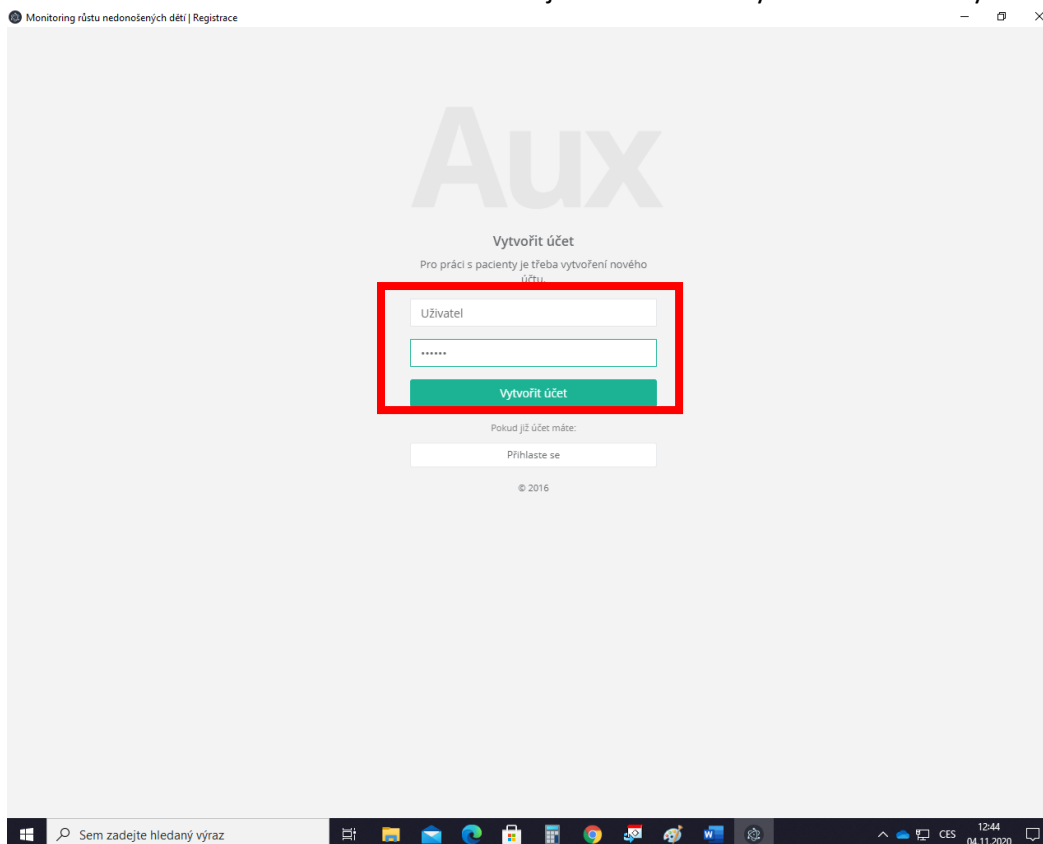 Monitoring růstu nedonošených dětí | Registrace
Aux
Vytvořit účet
Pro práci s pacienty je třeba vytvoření nového
účtu.
Uživatel
••••••
Vytvořit účet
Pokud již účet máte:
Přihlaste se
© 2016
Sem zadejte hledaný výraz
CES
12:44
04.11.2020